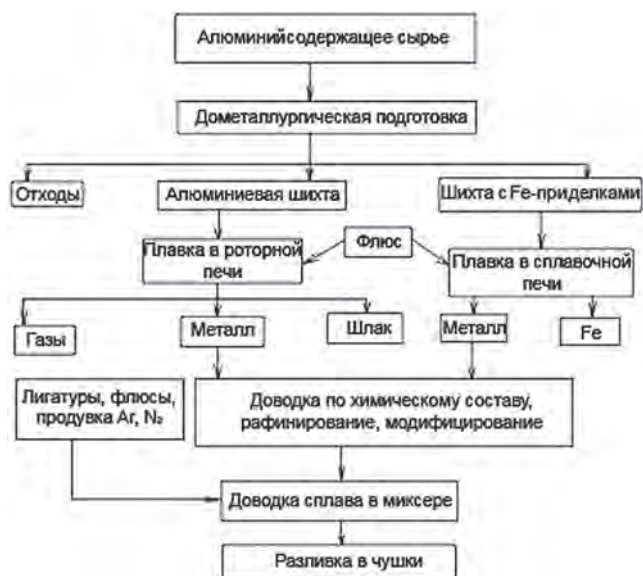 Алюминийсодержащее сырье
Дометаллургическая подготовка
Отходы
Алюминиевая шихта
Шихта с Fe-приделками
Плавка в роторной
печи
Флюс
Плавка в сплавочной
печи
Газы
Металл
Шлак
Металл
Fe
Лигатуры, флюсы,
продувка Ar, N₂
Доводка по химическому составу,
рафинирование, модифицирование
Доводка сплава в миксере
Разливка в чушки